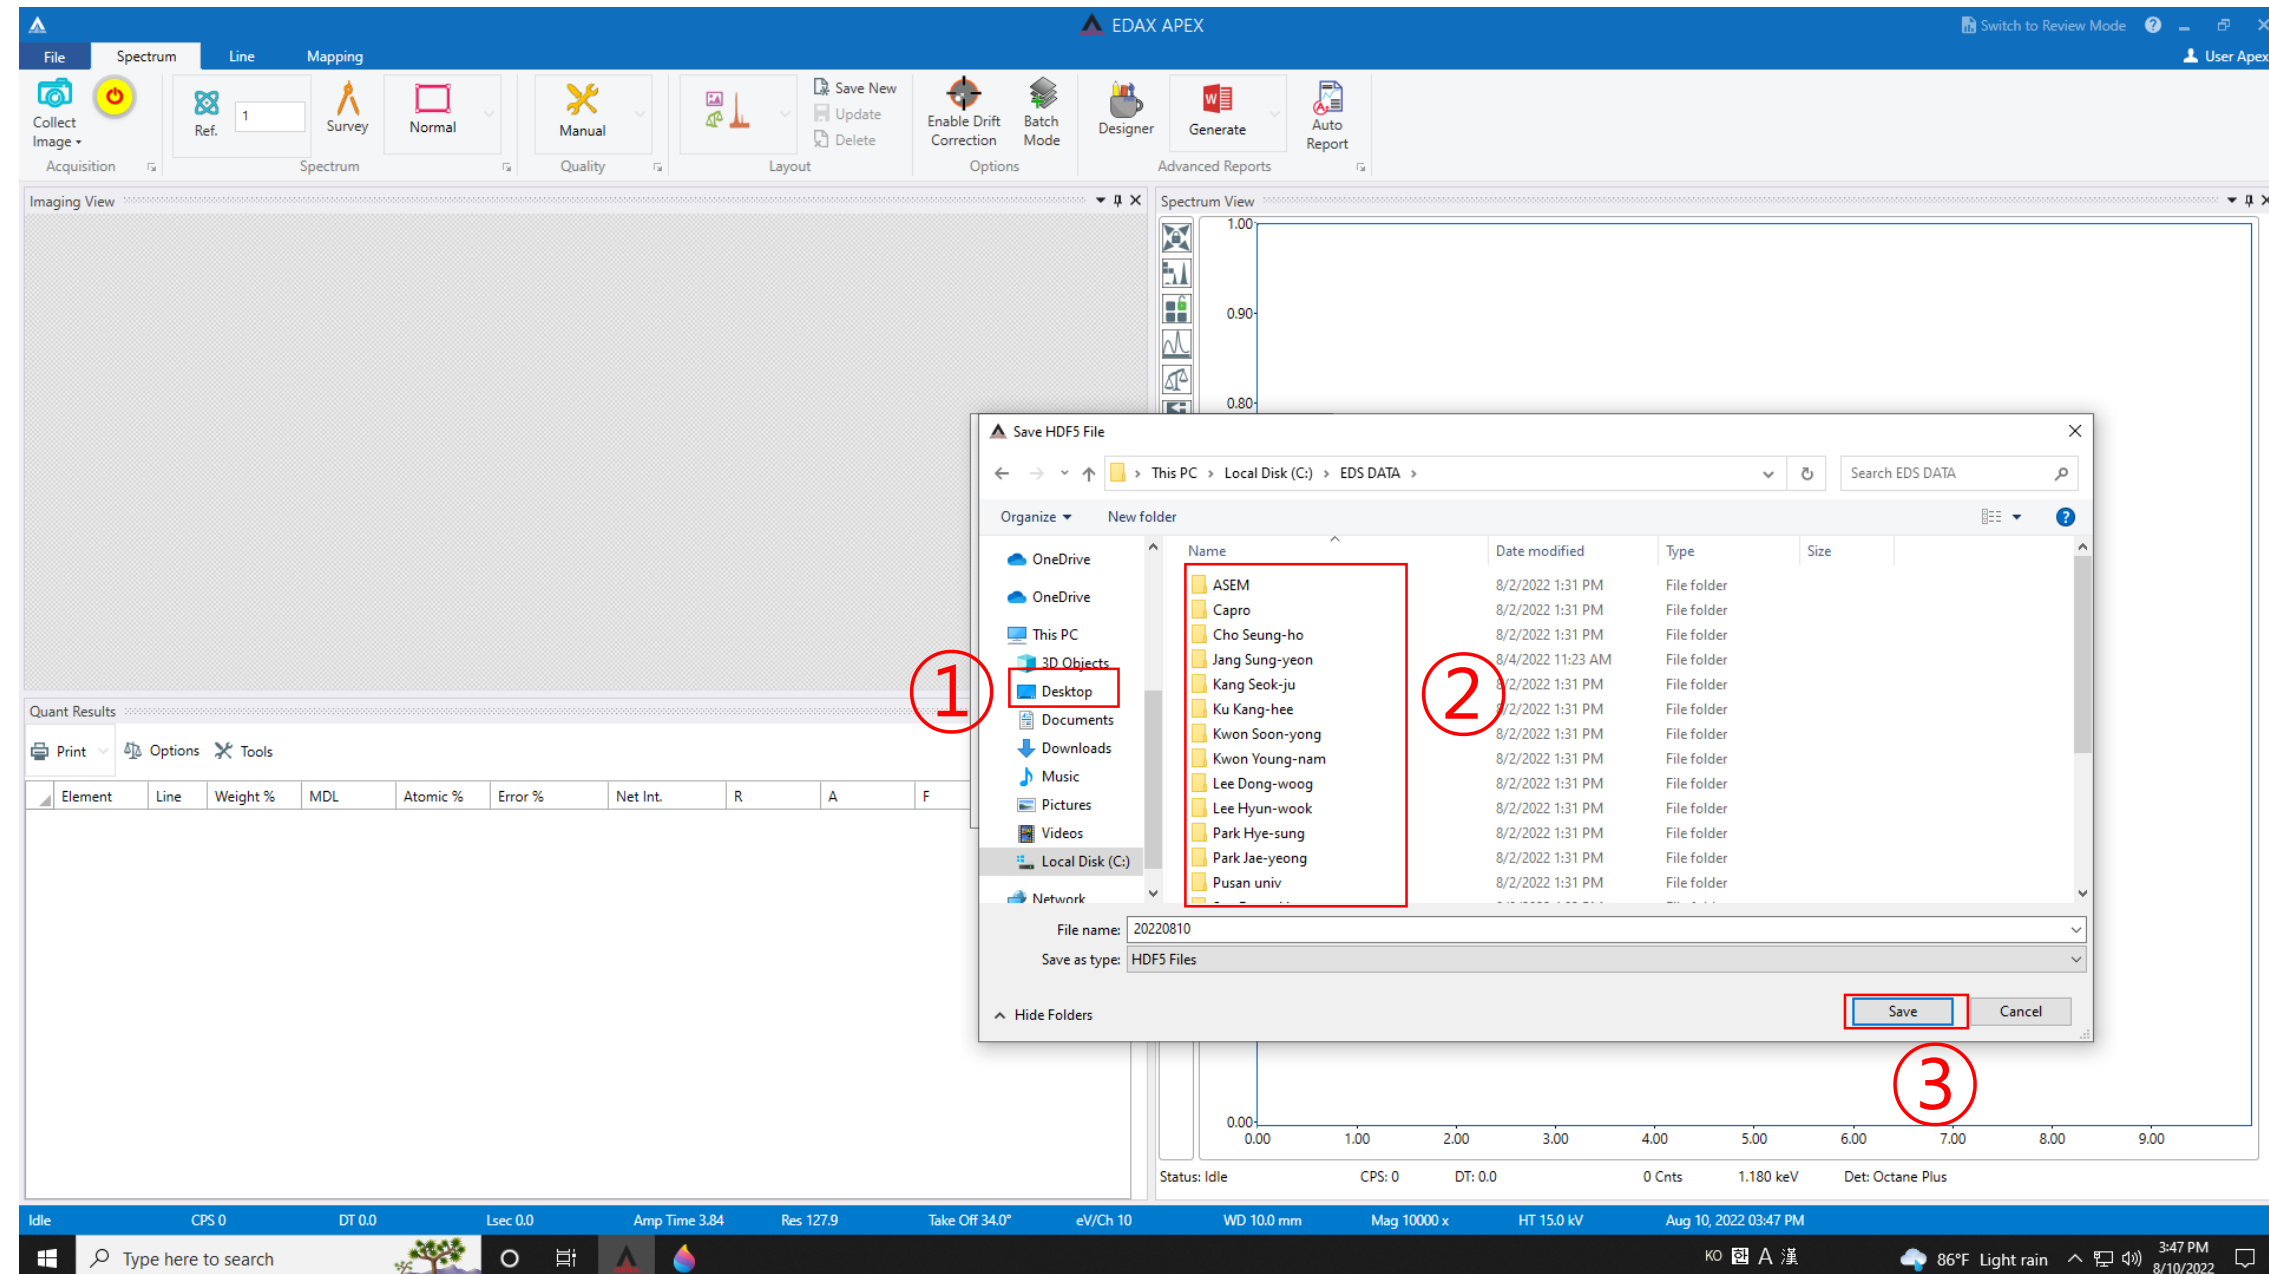 EDAX APEX
Switch to Review Mode
File Spectrum Line Mapping
User Apex
Collect Image
Ref.
1
Survey
Normal
Manual
Save New
Update
Delete
Enable Drift Correction
Batch Mode
Designer
Generate
Auto Report
Acquisition Spectrum Quality Layout Options Advanced Reports
Imaging View
Spectrum View
1.00
0.90
0.80
Save HDF5 File
This PC > Local Disk (C:) > EDS DATA >
Search EDS DATA
Organize
New folder
OneDrive
OneDrive
This PC
3D Objects
Desktop
Documents
Downloads
Music
Pictures
Videos
Local Disk (C:)
Network
①
②
Name Date modified Type Size
ASEM 8/2/2022 1:31 PM File folder
Capro 8/2/2022 1:31 PM File folder
Cho Seung-ho 8/2/2022 1:31 PM File folder
Jang Sung-yeon 8/4/2022 11:23 AM File folder
Kang Seok-ju 8/2/2022 1:31 PM File folder
Ku Kang-hee 8/2/2022 1:31 PM File folder
Kwon Soon-yong 8/2/2022 1:31 PM File folder
Kwon Young-nam 8/2/2022 1:31 PM File folder
Lee Dong-woog 8/2/2022 1:31 PM File folder
Lee Hyun-wook 8/2/2022 1:31 PM File folder
Park Hye-sung 8/2/2022 1:31 PM File folder
Park Jae-yeong 8/2/2022 1:31 PM File folder
Pusan univ 8/2/2022 1:31 PM File folder
File name: 20220810
Save as type: HDF5 Files
Hide Folders
Save
Cancel
③
Quant Results
Print Options Tools
Element Line Weight % MDL Atomic % Error % Net Int. R A F
0.00
0.00 1.00 2.00 3.00 4.00 5.00 6.00 7.00 8.00 9.00
Status: Idle CPS: 0 DT: 0.0 0 Cnts 1.180 keV Det: Octane Plus
Idle CPS 0 DT 0.0 Lsec 0.0 Amp Time 3.84 Res 127.9 Take Off 34.0° eV/Ch 10 WD 10.0 mm Mag 10000 x HT 15.0 kV Aug 10, 2022 03:47 PM
Type here to search
KO 한 A 漢
86°F Light rain
3:47 PM
8/10/2022